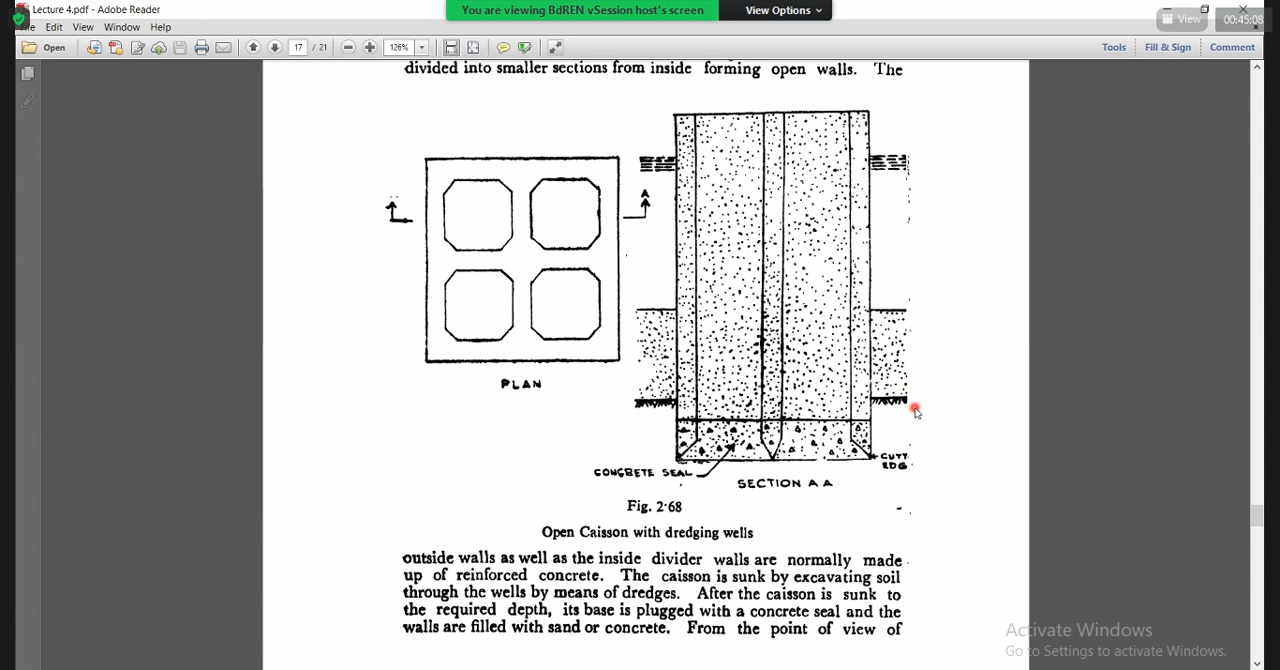 Lecture 4.pdf - Adobe Reader
You are viewing BdREN vSession host's screen
View Options
View
00:45:08
File Edit View Window Help
Open
17 / 21
126%
Tools Fill & Sign Comment
divided into smaller sections from inside forming open walls. The
A
PLAN
CONCRETE SEAL
CUTT
EDG
SECTION A A
Fig. 2·68
Open Caisson with dredging wells
outside walls as well as the inside divider walls are normally made
up of reinforced concrete. The caisson is sunk by excavating soil
through the wells by means of dredges. After the caisson is sunk to
the required depth, its base is plugged with a concrete seal and the
walls are filled with sand or concrete. From the point of view of
Activate Windows
Go to Settings to activate Windows.